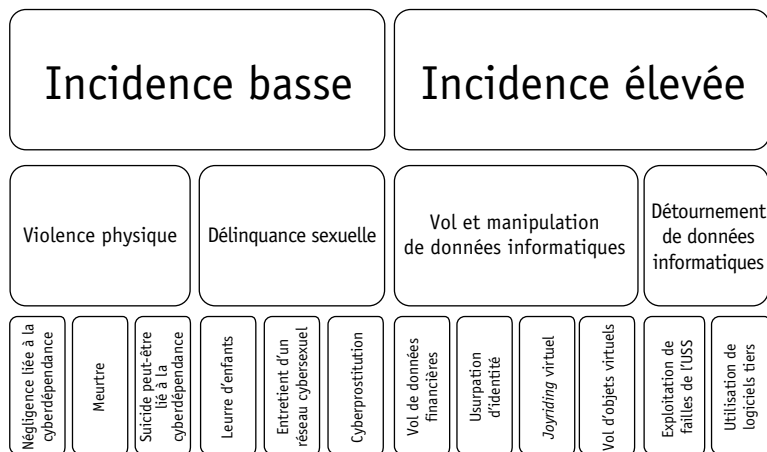 Incidence basse
Incidence élevée
Violence physique
Délinquance sexuelle
Vol et manipulation
de données informatiques
Détournement
de données
informatiques
Négligence liée à la
cyberdépendance
Meurtre
Suicide peut-être
lié à la
cyberdépendance
Leurre d'enfants
Entretient d'un
réseau cybersexuel
Cyberprostitution
Vol de données
financières
Usurpation
d'identité
Joyriding virtuel
Vol d'objets virtuels
Exploitation de
failles de l'USS
Utilisation de
logiciels tiers